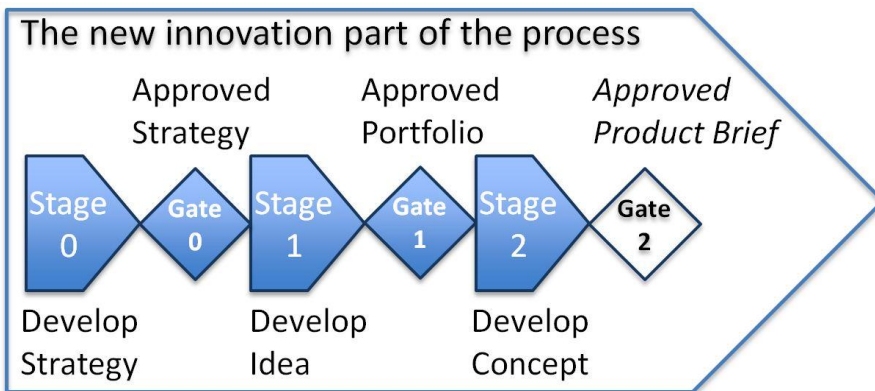 The new innovation part of the process
Approved
Strategy
Approved
Portfolio
Approved
Product Brief
Stage
0
Gate
0
Stage
1
Gate
1
Stage
2
Gate
2
Develop
Strategy
Develop
Idea
Develop
Concept